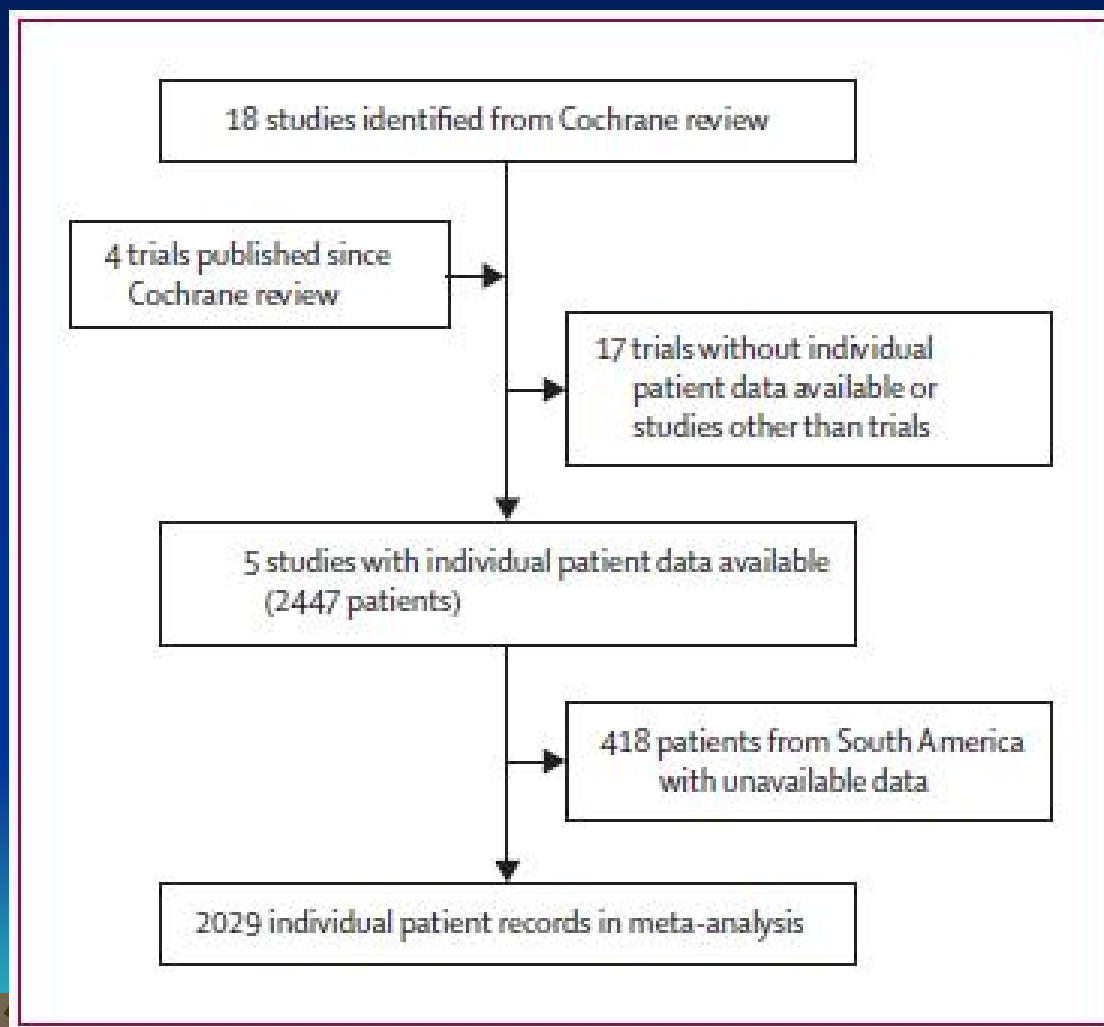 18 studies identified from Cochrane review
4 trials published since
Cochrane review
17 trials without individual
patient data available or
studies other than trials
5 studies with individual patient data available
(2447 patients)
418 patients from South America
with unavailable data
2029 individual patient records in meta-analysis